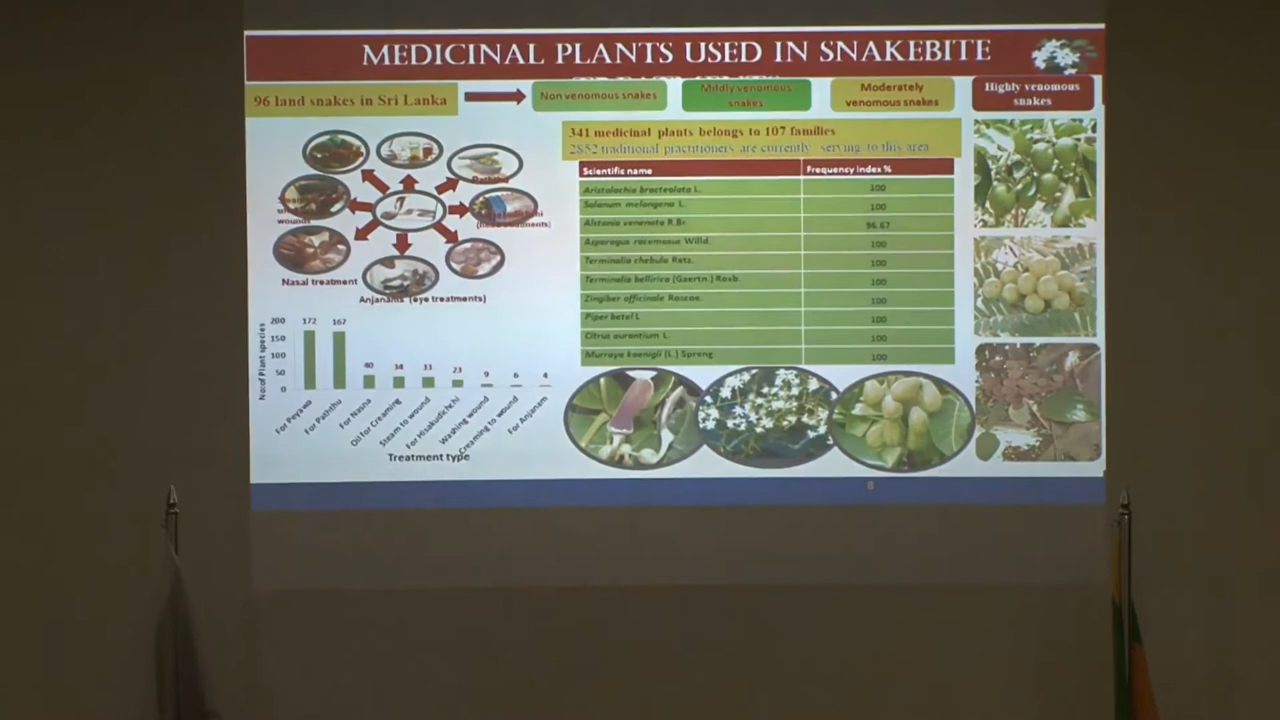 MEDICINAL PLANTS USED IN SNAKEBITE
96 land snakes in Sri Lanka
Non venomous snakes
Mildly venomous
snakes
Moderately
venomous snakes
Highly venomous
snakes
341 medicinal plants belongs to 107 families
2852 traditional practitioners are currently serving to this area
Scientific name Frequency Index %
Aristolochia bracteolata L. 100
Solanum melongena L. 100
Alstonia venenata R.Br. 96.67
Asparagus racemosus Willd. 100
Terminalia chebula Retz. 100
Terminalia bellirica (Gaertn.) Roxb. 100
Zingiber officinale Roscoe. 100
Piper betel L 100
Citrus aurantium L. 100
Murraya koenigii (L.) Spreng 100
Paththu
wounds
Nasal treatment
Anjanams (eye treatments)
No:of Plant species
200
150
100
50
0
172
167
40
34
33
23
9
6
4
For Peyawa
For Paththu
For Nasna
Oil for Creaming
Steam to wound
For Hisakudichchi
Washing wound
Creaming to wound
For Anjanam
Treatment type
8